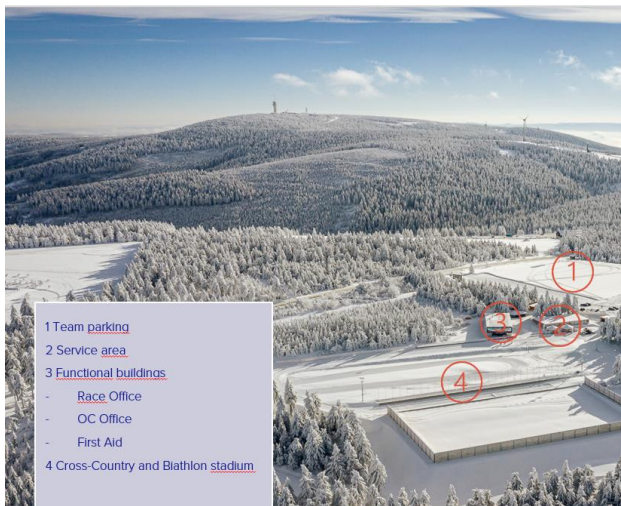 1
3
2
4
1 Team parking
2 Service area
3 Functional buildings
- Race Office
- OC Office
- First Aid
4 Cross-Country and Biathlon stadium